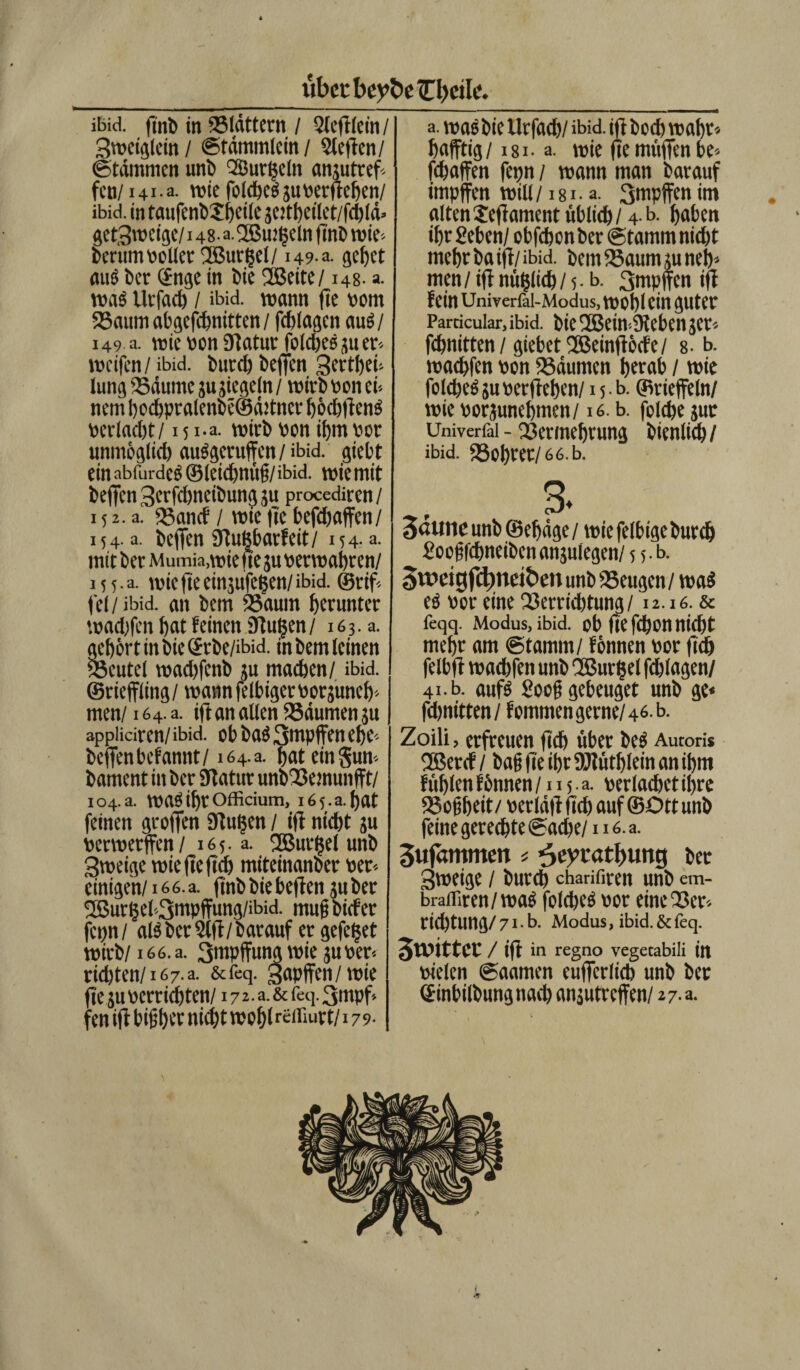 über beyde Theile.
ibid. sind in Blättern / Aestlein /
Zweiglein / Stämmlein / Aesten /
Stämmen und Wurtzeln anzutref-
fen / 141. a. wie solches zu verstehen /
ibid. in tausend Theile zertheilet / schlä-
get Zweige / 148. a. Wurtzeln sind wie-
derum voller Wurtzel / 149. a. gehet
aus der Enge in die Weite / 148. a.
was Ursach / ibid. wann sie vom
Baum abgeschnitten / schlagen aus /
149 a. wie von Natur solches zu er-
weisen / ibid. durch dessen Zerthei-
lung Bäume zu ziegeln / wird von ei-
nem hochpralendē Gärtner höchstens
verlacht / 151. a. wird von ihm vor
unmöglich ausgeruffen / ibid. giebt
ein absurdes Gleichnüß / ibid. wie mit
dessen Zerschneidung zu procediren /
152. a. Banck / wie sie beschaffen /
154. a. dessen Nutzbarkeit / 154. a.
mit der Mumia, wie sie zu verwahren /
155. a. wie sie einzusetzen / ibid. Grif-
fel / ibid. an dem Baum herunter
wachsen hat keinen Nutzen / 163. a.
gehört in die Erde / ibid. in dem leinen
Beutel wachsend zu machen / ibid.
Grieffling / wann selbiger vorzuneh-
men / 164. a. ist an allen Bäumen zu
appliciren / ibid. ob das Impffen ehe-
dessen bekannt / 164. a. hat ein Fun-
dament in der Natur und Vernunfft /
104. a. was ihr Officium, 165. a. hat
seinen grossen Nutzen / ist nicht zu
verwerffen / 165. a. Wurtzel und
Zweige wie sie sich miteinander ver-
einigen / 166. a. sind die besten zu der
Wurtzel-Impffung / ibid. muß dicker
seyn / als der Ast / darauf er gesetzet
wird / 166. a. Impffung wie zu ver-
richten / 167. a. & seq. Zapffen / wie
sie zu verrichten / 172. a. & seq. Impf-
fen ist bißher nicht wohl rëssiurt / 179.
a. was die Ursach / ibid. ist doch wahr-
hafftig / 181. a. wie sie müssen be-
schaffen seyn / wann man darauf
impffen will / 181. a. Impffen im
alten Testament üblich / 4. b. haben
ihr Leben / obschon der Stamm nicht
mehr da ist / ibid. dem Baum zu neh-
men / ist nützlich / 5. b. Impffen ist
kein Universal-Modus, wohl ein guter
Particular, ibid. die Wein-Reben zer-
schnitten / giebet Weinstöcke / 8. b.
wachsen von Bäumen herab / wie
solches zu verstehen / 15. b. Grieffeln /
wie vorzunehmen / 16. b. solche zur
Universal-Vermehrung dienlich /
ibid. Bohrer / 66. b.
Z.
Zäune und Gehäge / wie selbige durch
Looßschneiden anzulegen / 55. b.
Zweigschneiden und Beugen / was
es vor eine Verrichtung / 12. 16. &
seqq. Modus, ibid. ob sie schon nicht
mehr am Stamm / können vor sich
selbst wachsen und Wurtzel schlagen /
41. b. aufs Looß gebeuget und ge-
schnitten / kommen gerne / 46. b.
Zoili, erfreuen sich über des Autoris
Werck / daß sie ihr Müthlein an ihm
kühlen können / 115. a. verlachet ihre
Boßheit / verläst sich auf GOtt und
seine gerechte Sache / 116. a.
Zusammen - Heyrathung der
Zweige / durch charifiren und em-
brassiren / was solches vor eine Ver-
richtung / 71. b. Modus, ibid. & seq.
Zwitter / ist in regno vegetabili in
vielen Saamen eusserlich und der
Einbildung nach anzutreffen / 27. a.